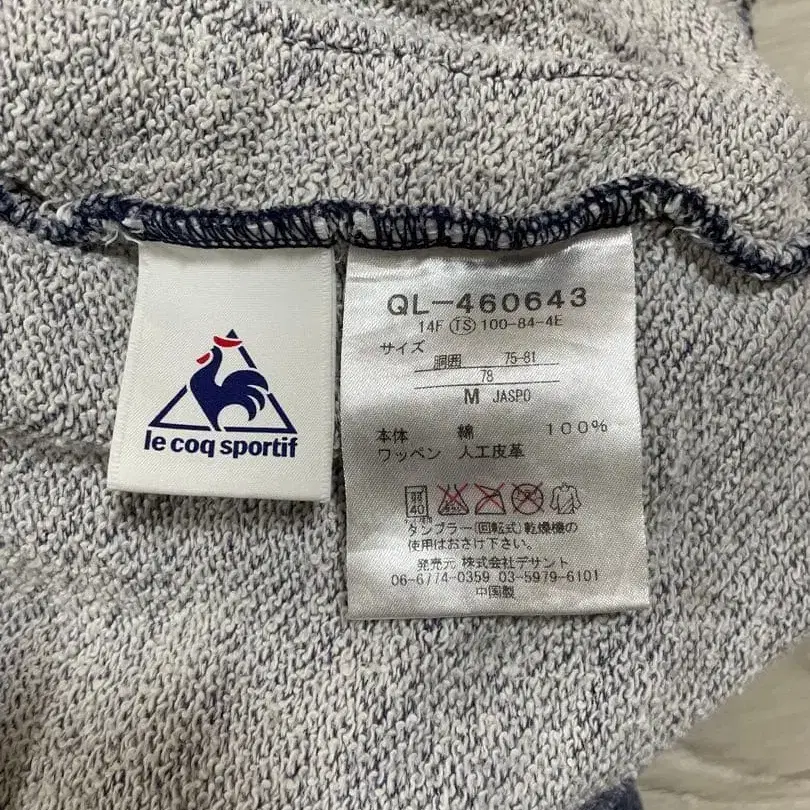 le coq sportif
QL-460643
14F TS 100-84-4E
サイズ
胴囲 75-81
78
M JASPO
本体 綿 100%
ワッペン 人工皮革
40
タンブラー(回転式)乾燥機の
使用はおさけ下さい。
発売元 株式会社デサント
06-6774-0359 03-5979-6101
中国製